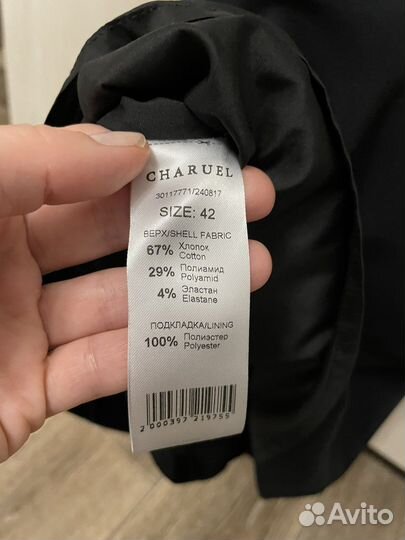 CHARUEL
30117771/240817
SIZE: 42
ВЕРХ/SHELL FABRIC
67% Хлопок
Cotton
29% Полиамид
Polyamid
4% Эластан
Elastane
ПОДКЛАДКА/LINING
100% Полиэстер
Polyester
2 000397 219755
Avito